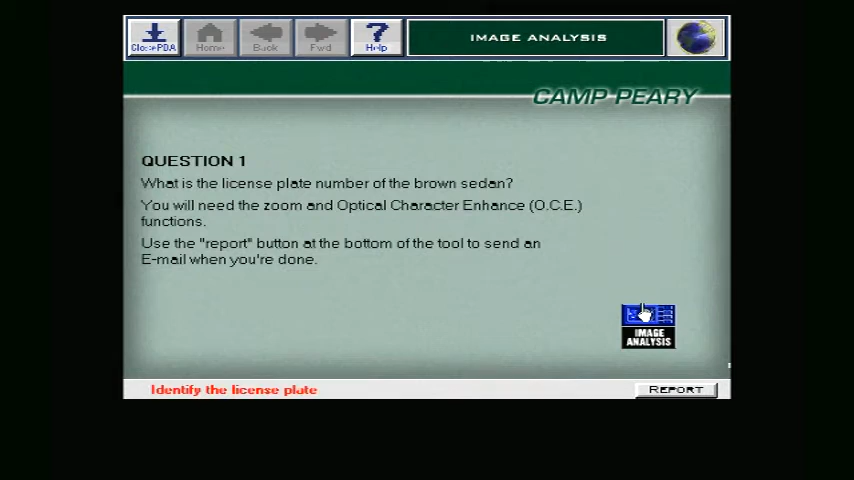 Close PDA
Home
Back
Fwd
?
Help
IMAGE ANALYSIS
CAMP PEARY
QUESTION 1
What is the license plate number of the brown sedan?
You will need the zoom and Optical Character Enhance (O.C.E.)
functions.
Use the "report" button at the bottom of the tool to send an
E-mail when you're done.
IMAGE
ANALYSIS
Identify the license plate
REPORT